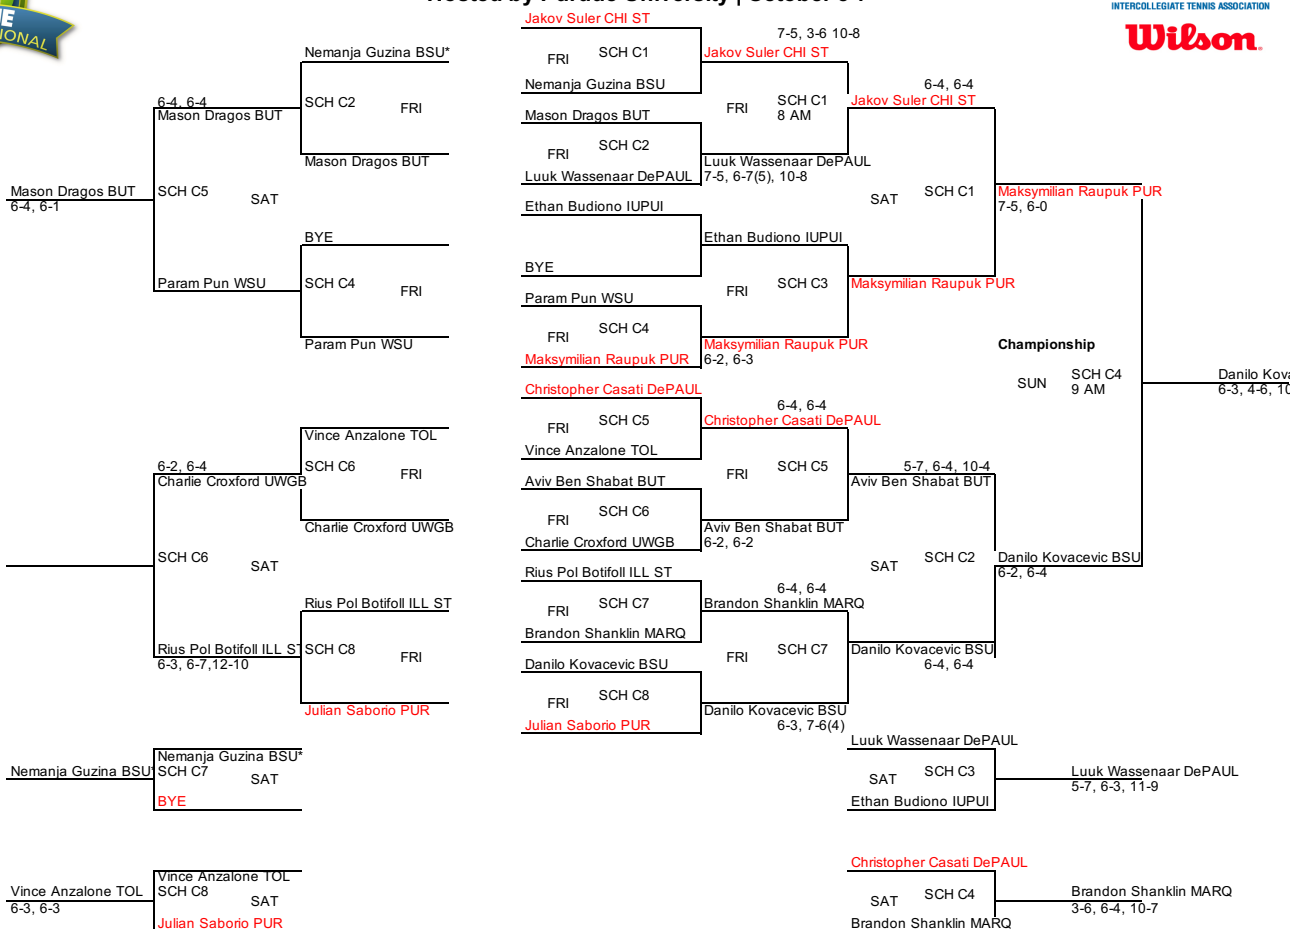 INTERCOLLEGIATE TENNIS ASSOCIATION
Wilson
Nemanja Guzina BSU*
SCH C2
FRI
6-4, 6-4
Mason Dragos BUT
Mason Dragos BUT
SCH C5
SAT
Mason Dragos BUT
6-4, 6-1
BYE
Param Pun WSU
SCH C4
FRI
Param Pun WSU
Vince Anzalone TOL
6-2, 6-4
SCH C6
FRI
Charlie Croxford UWGB
Charlie Croxford UWGB
SCH C6
SAT
Rius Pol Botifoll ILL ST
Rius Pol Botifoll ILL ST
SCH C8
6-3, 6-7,12-10
FRI
Julian Saborio PUR
Nemanja Guzina BSU*
Nemanja Guzina BSU*
SCH C7
SAT
BYE
Vince Anzalone TOL
Vince Anzalone TOL
SCH C8
6-3, 6-3
SAT
Julian Saborio PUR
Jakov Suler CHI ST
FRI
SCH C1
Nemanja Guzina BSU
Mason Dragos BUT
FRI
SCH C2
Luuk Wassenaar DePAUL
Ethan Budiono IUPUI
BYE
Param Pun WSU
FRI
SCH C4
Maksymilian Raupuk PUR
Christopher Casati DePAUL
FRI
SCH C5
Vince Anzalone TOL
Aviv Ben Shabat BUT
FRI
SCH C6
Charlie Croxford UWGB
Rius Pol Botifoll ILL ST
FRI
SCH C7
Brandon Shanklin MARQ
Danilo Kovacevic BSU
FRI
SCH C8
Julian Saborio PUR
7-5, 3-6 10-8
Jakov Suler CHI ST
FRI
SCH C1
8 AM
Luuk Wassenaar DePAUL
7-5, 6-7(5), 10-8
Ethan Budiono IUPUI
FRI
SCH C3
Maksymilian Raupuk PUR
6-2, 6-3
6-4, 6-4
Christopher Casati DePAUL
FRI
SCH C5
Aviv Ben Shabat BUT
6-2, 6-2
6-4, 6-4
Brandon Shanklin MARQ
FRI
SCH C7
Danilo Kovacevic BSU
6-3, 7-6(4)
6-4, 6-4
Jakov Suler CHI ST
SAT
SCH C1
Maksymilian Raupuk PUR
5-7, 6-4, 10-4
Aviv Ben Shabat BUT
SAT
SCH C2
Danilo Kovacevic BSU
6-4, 6-4
Maksymilian Raupuk PUR
7-5, 6-0
Championship
SUN
SCH C4
9 AM
Danilo Kovacevic BSU
6-2, 6-4
Danilo
6-3, 4-6,
Luuk Wassenaar DePAUL
SAT
SCH C3
Ethan Budiono IUPUI
Luuk Wassenaar DePAUL
5-7, 6-3, 11-9
Christopher Casati DePAUL
SAT
SCH C4
Brandon Shanklin MARQ
Brandon Shanklin MARQ
3-6, 6-4, 10-7